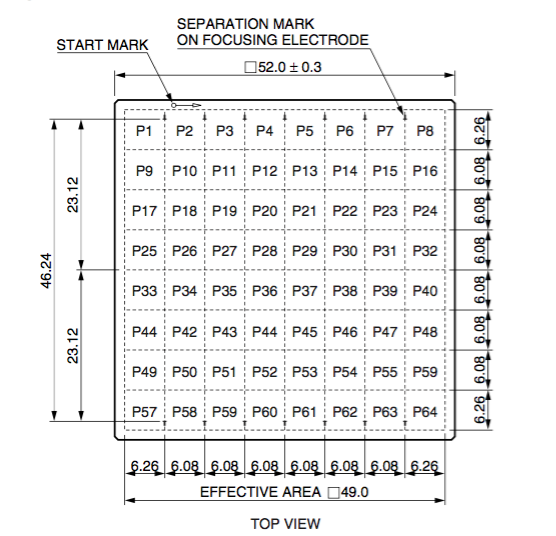 SEPARATION MARK
ON FOCUSING ELECTRODE
START MARK
□52.0 ± 0.3
P1 P2 P3 P4 P5 P6 P7 P8
6.26
P9 P10 P11 P12 P13 P14 P15 P16
6.08
23.12
P17 P18 P19 P20 P21 P22 P23 P24
6.08
P25 P26 P27 P28 P29 P30 P31 P32
6.08
46.24
P33 P34 P35 P36 P37 P38 P39 P40
6.08
P44 P42 P43 P44 P45 P46 P47 P48
6.08
23.12
P49 P50 P51 P52 P53 P54 P55 P59
6.08
P57 P58 P59 P60 P61 P62 P63 P64
6.26
6.26 6.08 6.08 6.08 6.08 6.08 6.08 6.26
EFFECTIVE AREA □49.0
TOP VIEW